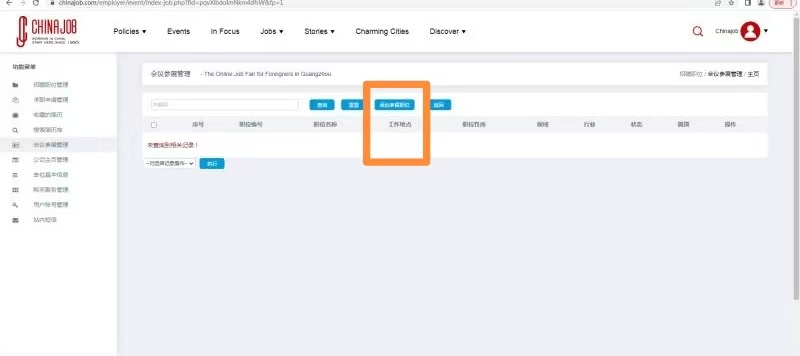 chinajob.com/employer/event/index-job.php?fid=pqvXlbdolmNkm4dfsW8&p=1
更新
CHINAJOB
WORKING IN CHINA
START HERE SINCE
Policies
Events
In Focus
Jobs
Stories
Charming Cities
Discover
Chinajob
功能菜单
招聘职位管理
求职申请管理
收藏的简历
搜索简历库
会议参展管理
公司主页管理
单位基本信息
购买服务管理
用户账号管理
站内短信
会议参展管理 - The Online Job Fair for Foreigners in Guangzhou
招聘职位 / 会议参展管理 / 主页
关键词
查询 重置 添加参展职位 返回
序号 职位编号 职位名称 工作地点 职位性质 行业 状态 置顶 操作
未查找到相关记录！
--对选择记录操作-- 执行